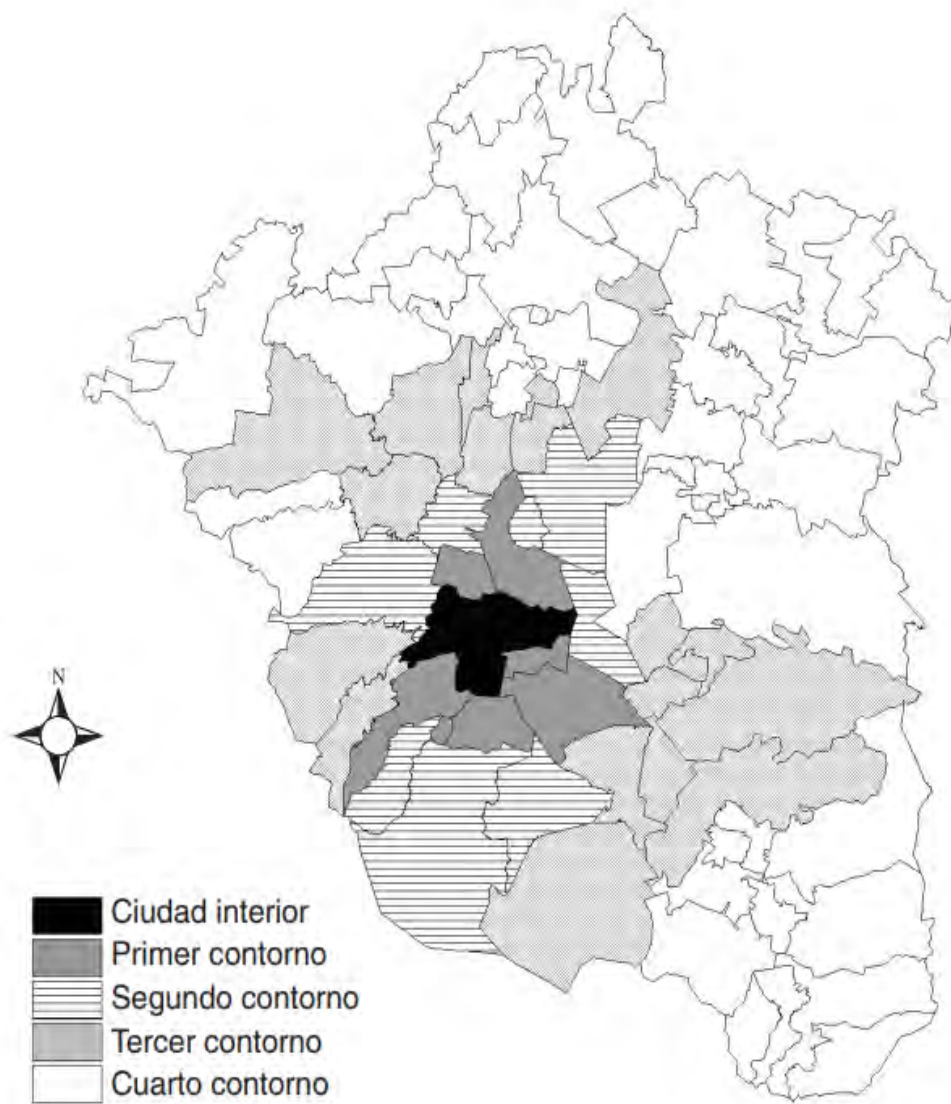 N
Ciudad interior
Primer contorno
Segundo contorno
Tercer contorno
Cuarto contorno